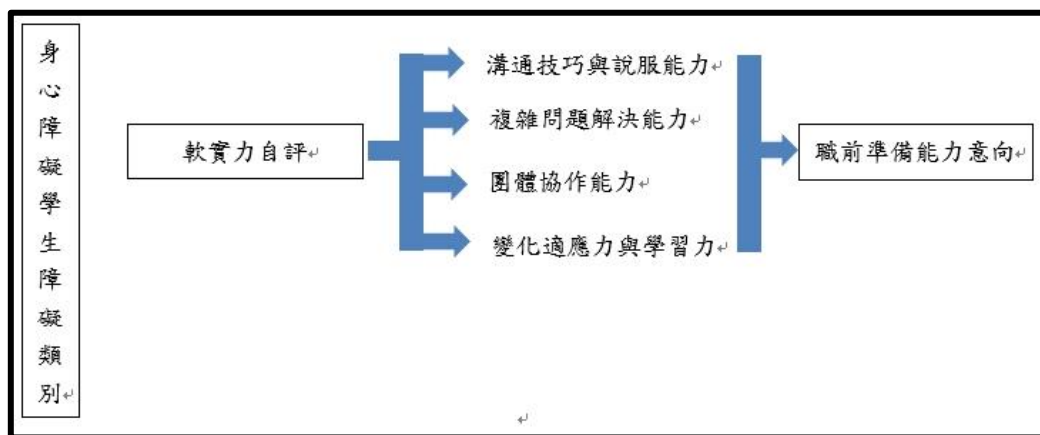 身心障礙學生障礙類別
軟實力自評
溝通技巧與說服能力
複雜問題解決能力
團體協作能力
變化適應力與學習力
職前準備能力意向